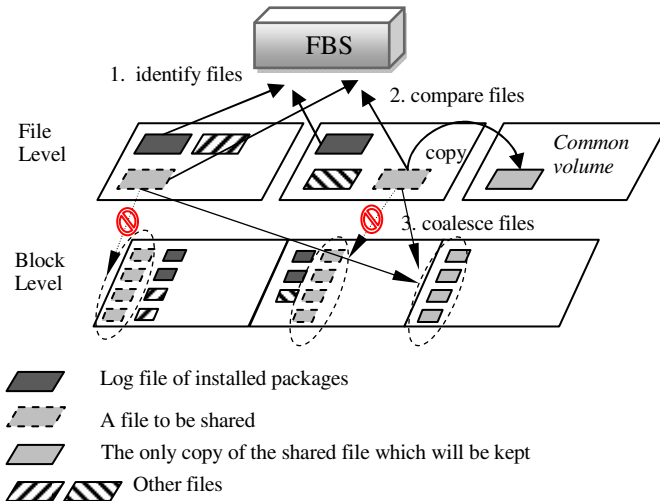 FBS
1. identify files
2. compare files
File
Level
copy
Common
volume
3. coalesce files
Block
Level
Log file of installed packages
A file to be shared
The only copy of the shared file which will be kept
Other files